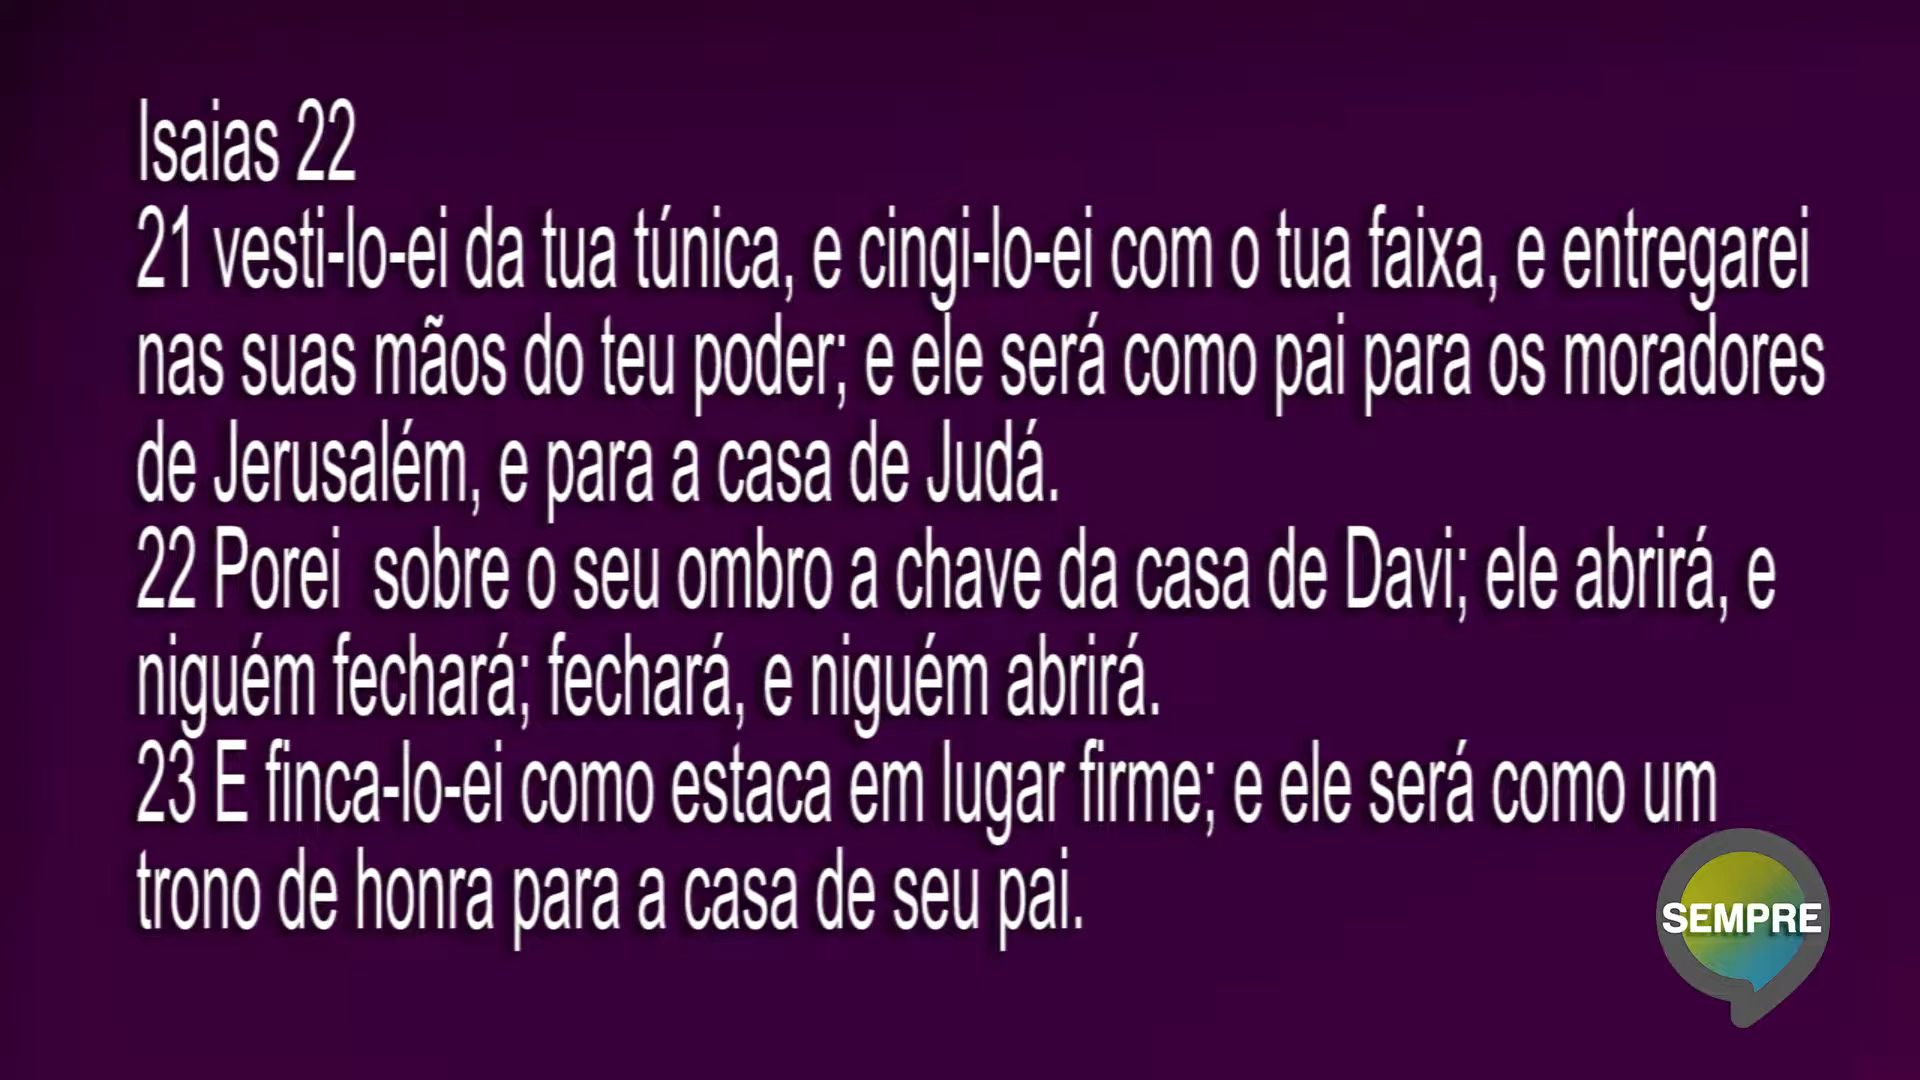 Isaias 22
21 vesti-lo-ei da tua túnica, e cingi-lo-ei com o tua faixa, e entregarei
nas suas mãos do teu poder; e ele será como pai para os moradores
de Jerusalém, e para a casa de Judá.
22 Porei  sobre o seu ombro a chave da casa de Davi; ele abrirá, e
niguém fechará; fechará, e niguém abrirá.
23 E finca-lo-ei como estaca em lugar firme; e ele será como um
trono de honra para a casa de seu pai.
SEMPRE